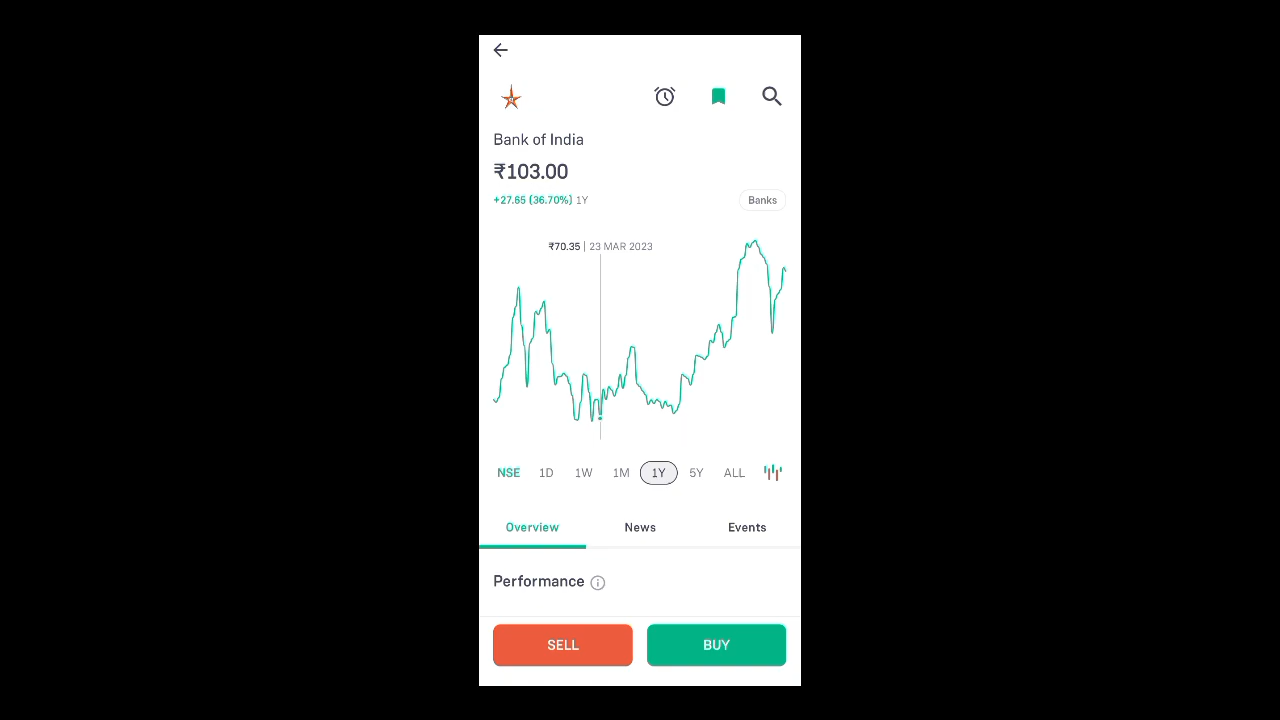 Bank of India
₹103.00
+27.65 (36.70%) 1Y
Banks
₹70.35 | 23 MAR 2023
NSE 1D 1W 1M 1Y 5Y ALL
Overview News Events
Performance
SELL BUY